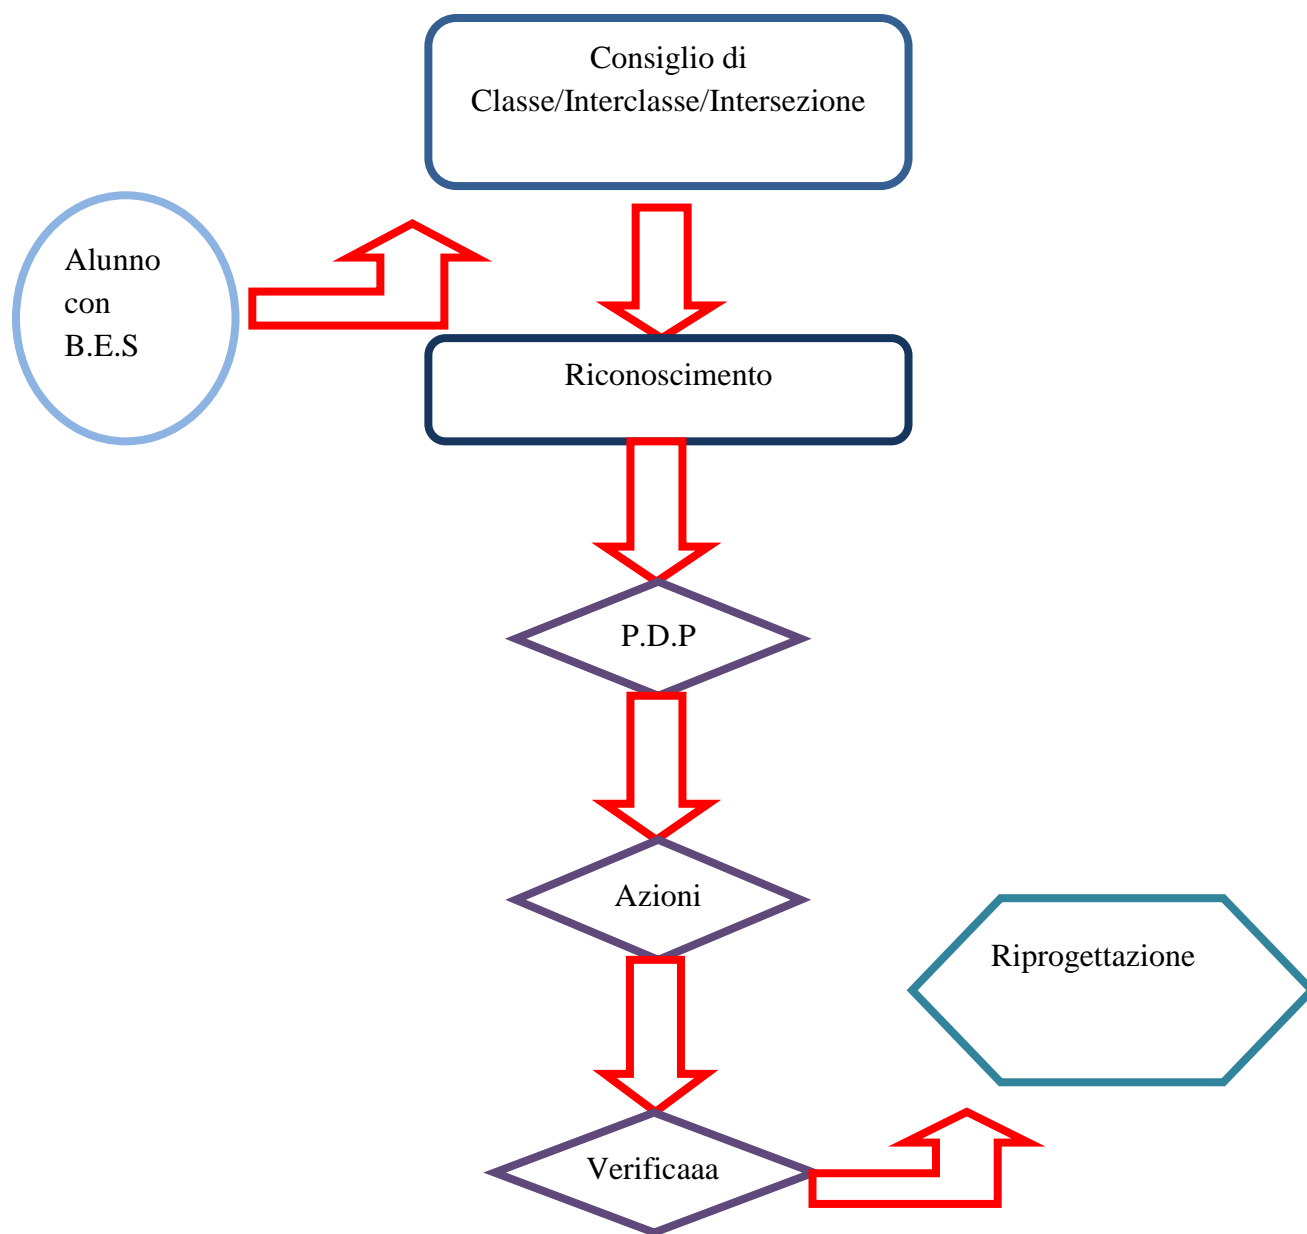 Consiglio di
Classe/Interclasse/Intersezione
Alunno
con
B.E.S
Riconoscimento
P.D.P
Azioni
Riprogettazione
Verificaaa